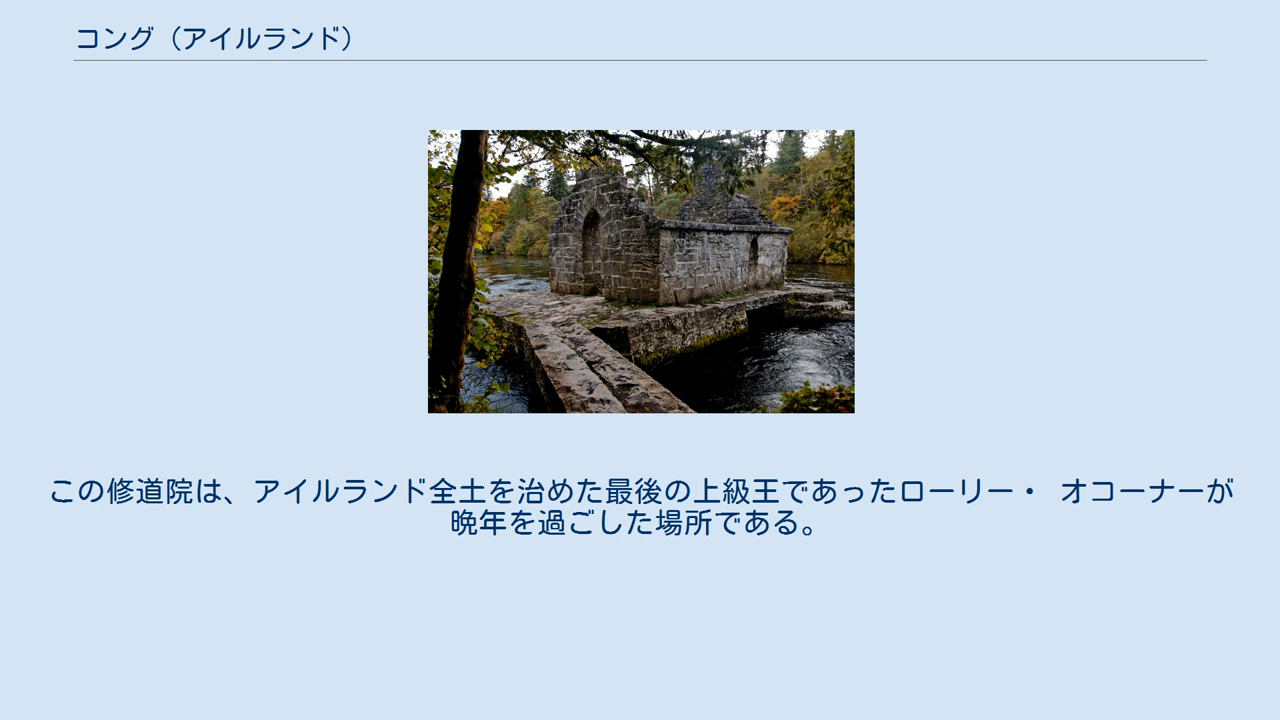 コング（アイルランド）
この修道院は、アイルランド全土を治めた最後の上級王であったローリー・ オコーナーが
晩年を過ごした場所である。